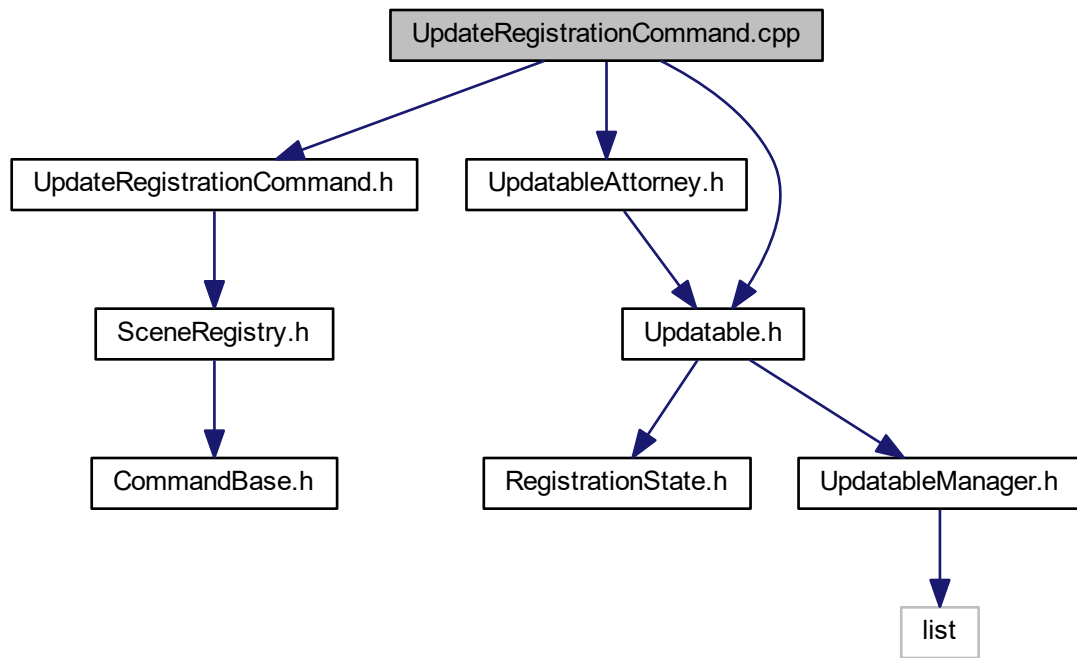 UpdateRegistrationCommand.cpp
UpdateRegistrationCommand.h
UpdatableAttorney.h
SceneRegistry.h
Updatable.h
CommandBase.h
RegistrationState.h
UpdatableManager.h
list